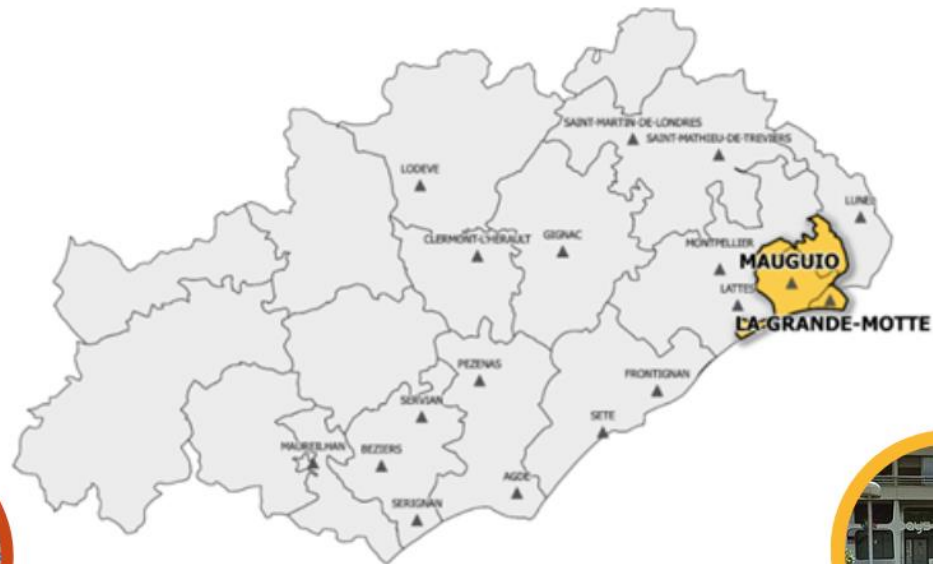 SAINT-MARTIN-DE-LONDRES
SAINT-MATHIEU-DE-TREVIERS
LODEVE
LUNEL
CLERMONT-L'HERAULT
GIGNAC
MONTPELLIER
MAUGUIO
LATTES
LA-GRANDE-MOTTE
PEZENAS
FRONTIGNAN
SERVIAN
SETE
MAUREILHAN
BEZIERS
AGDE
SERIGNAN
pays